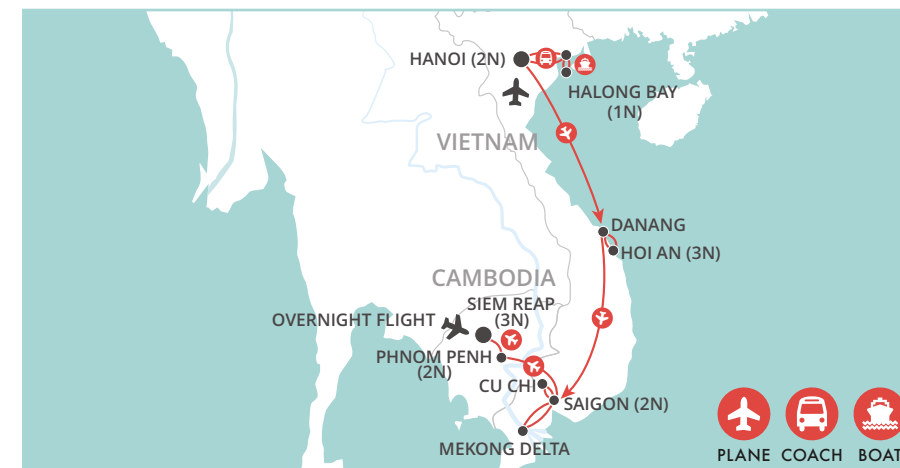 HANOI (2N)
HALONG BAY
(1N)
VIETNAM
DANANG
HOI AN (3N)
CAMBODIA
SIEM REAP
(3N)
OVERNIGHT FLIGHT
PHNOM PENH
(2N)
CU CHI
SAIGON (2N)
MEKONG DELTA
PLANE COACH BOAT